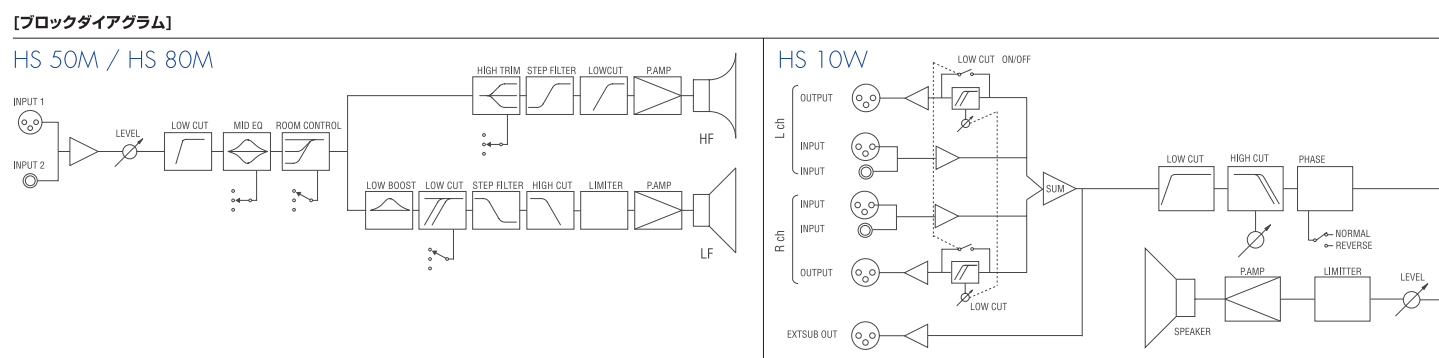 [ブロックダイアグラム]
HS 50M / HS 80M
INPUT 1
INPUT 2
LEVEL
LOW CUT
MID EQ
ROOM CONTROL
HIGH TRIM
STEP FILTER
LOWCUT
P.AMP
HF
LOW BOOST
LOW CUT
STEP FILTER
HIGH CUT
LIMITER
P.AMP
LF
HS 10W
LOW CUT ON/OFF
L ch
OUTPUT
INPUT
INPUT
R ch
INPUT
INPUT
OUTPUT
LOW CUT
EXTSUB OUT
SUM
LOW CUT
HIGH CUT
PHASE
NORMAL
REVERSE
SPEAKER
P.AMP
LIMITTER
LEVEL